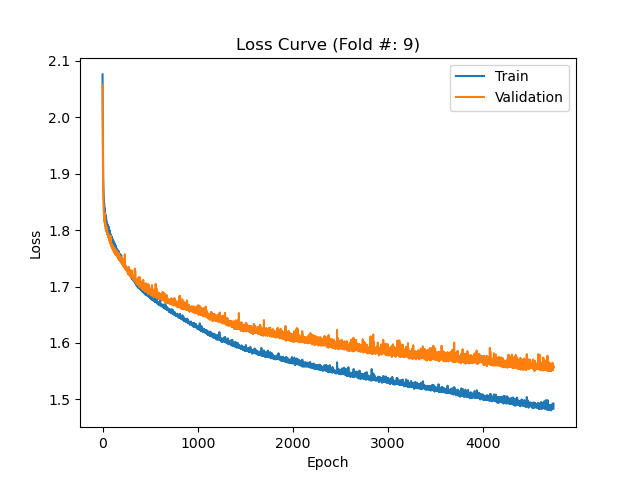 Loss Curve (Fold #: 9)
2.1
2.0
1.9
1.8
1.7
1.6
1.5
Loss
Train
Validation
0 1000 2000 3000 4000
Epoch